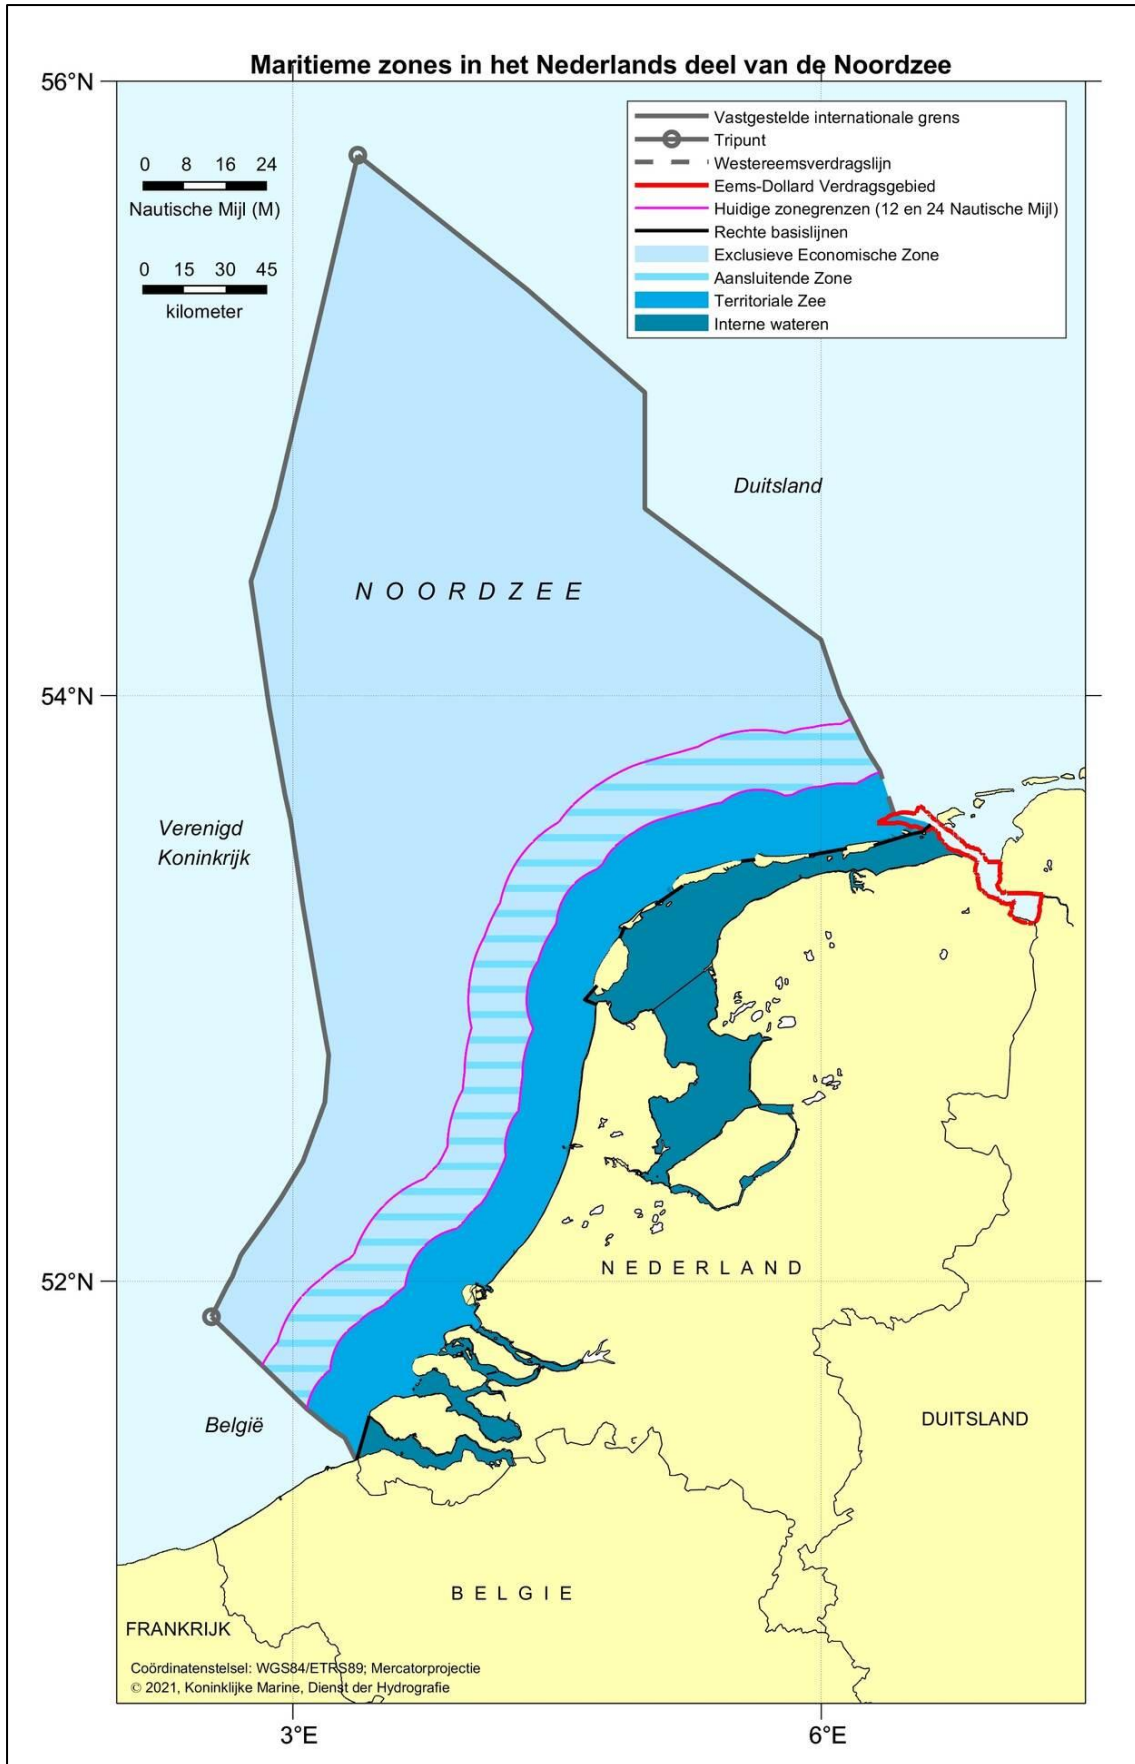 Maritieme zones in het Nederlands deel van de Noordzee
56°N
0 8 16 24
Nautische Mijl (M)
0 15 30 45
kilometer
Vastgestelde internationale grens
Tripunt
Westereemsverdragslijn
Eems-Dollard Verdragsgebied
Huidige zonegrenzen (12 en 24 Nautische Mijl)
Rechte basislijnen
Exclusieve Economische Zone
Aansluitende Zone
Territoriale Zee
Interne wateren
Duitsland
NOORDZEE
54°N
Verenigd
Koninkrijk
NEDERLAND
52°N
België
DUITSLAND
BELGIE
FRANKRIJK
Coördinatenstelsel: WGS84/ETRS89; Mercatorprojectie
© 2021, Koninklijke Marine, Dienst der Hydrografie
3°E
6°E